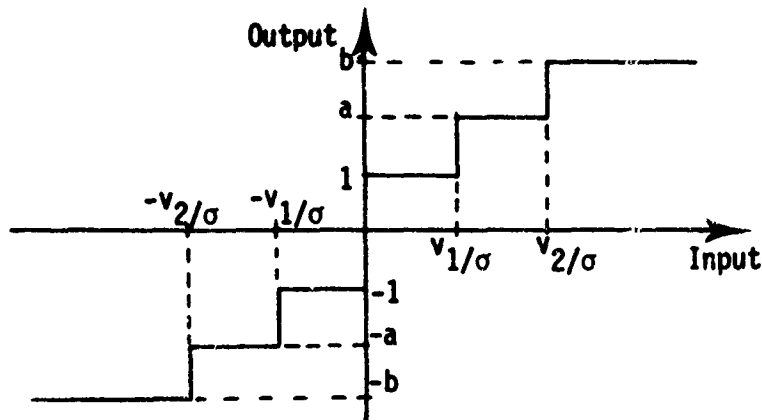 Output
b
a
1
-v2/σ
-v1/σ
v1/σ
v2/σ
Input
-1
-a
-b